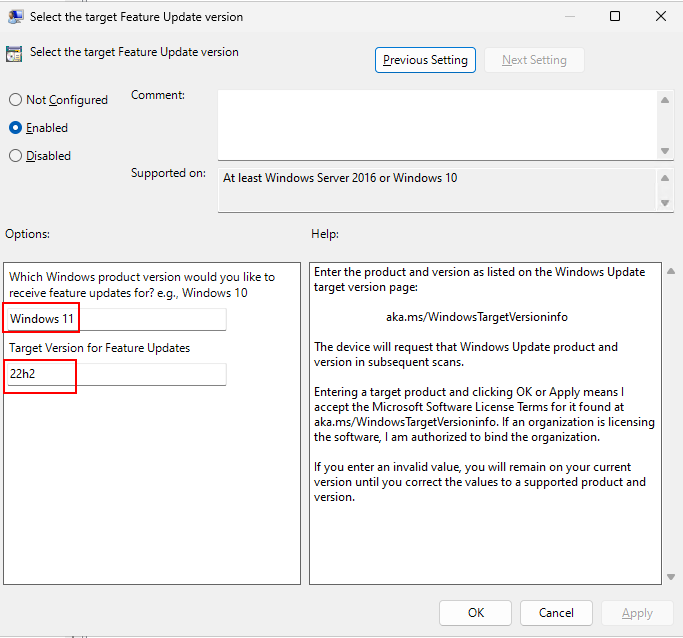 Select the target Feature Update version
Select the target Feature Update version
Previous Setting
Next Setting
Not Configured
Comment:
Enabled
Disabled
Supported on:
At least Windows Server 2016 or Windows 10
Options:
Help:
Which Windows product version would you like to
receive feature updates for? e.g., Windows 10
Windows 11
Target Version for Feature Updates
22h2
Enter the product and version as listed on the Windows Update
target version page:
aka.ms/WindowsTargetVersioninfo
The device will request that Windows Update product and
version in subsequent scans.
Entering a target product and clicking OK or Apply means I
accept the Microsoft Software License Terms for it found at
aka.ms/WindowsTargetVersioninfo. If an organization is licensing
the software, I am authorized to bind the organization.
If you enter an invalid value, you will remain on your current
version until you correct the values to a supported product and
version.
OK
Cancel
Apply